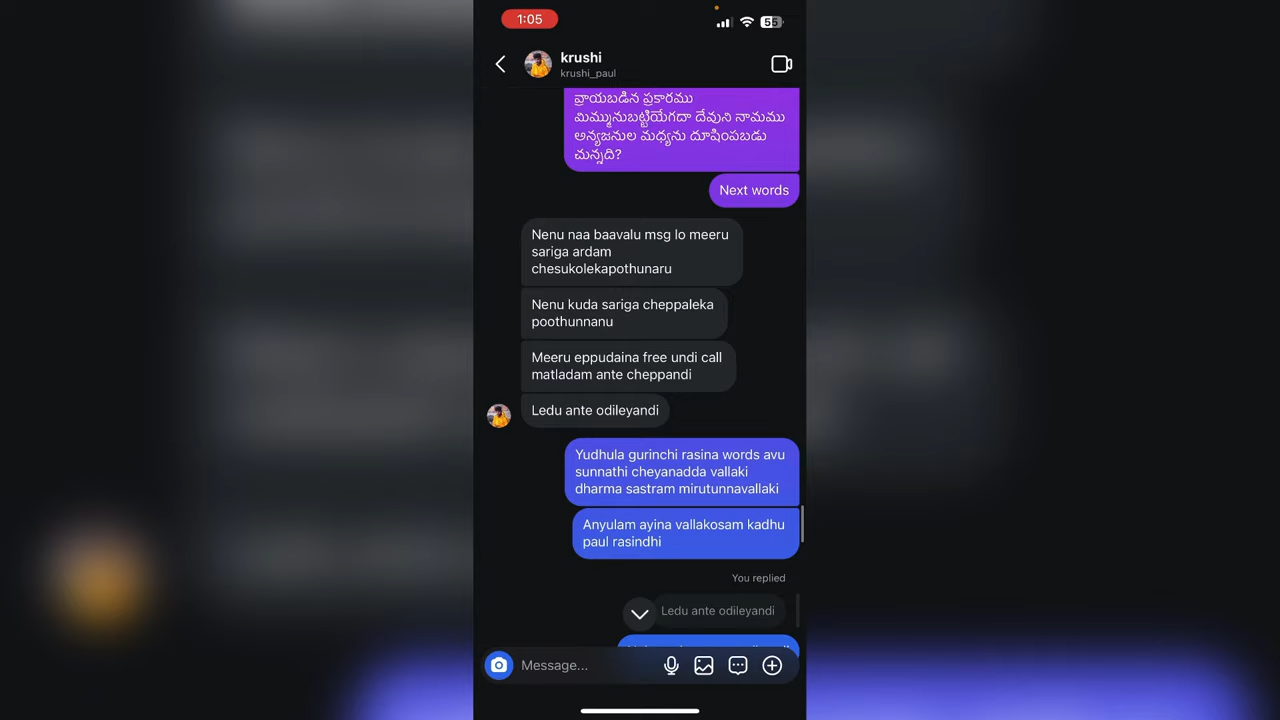 1:05
55
krushi
krushi_paul
వ్రాయబడిన ప్రకారము
మిమ్మునుబట్టియేగదా దేవుని నామము
అన్యజనుల మధ్యను దూషింపబడు
చున్నది?
Next words
Nenu naa baavalu msg lo meeru
sariga ardam
chesukolekapothunaru
Nenu kuda sariga cheppaleka
poothunnanu
Meeru eppudaina free undi call
matladam ante cheppandi
Ledu ante odileyandi
Yudhula gurinchi rasina words avu
sunnathi cheyanadda vallaki
dharma sastram mirutunnavallaki
Anyulam ayina vallakosam kadhu
paul rasindhi
You replied
Ledu ante odileyandi
Message...